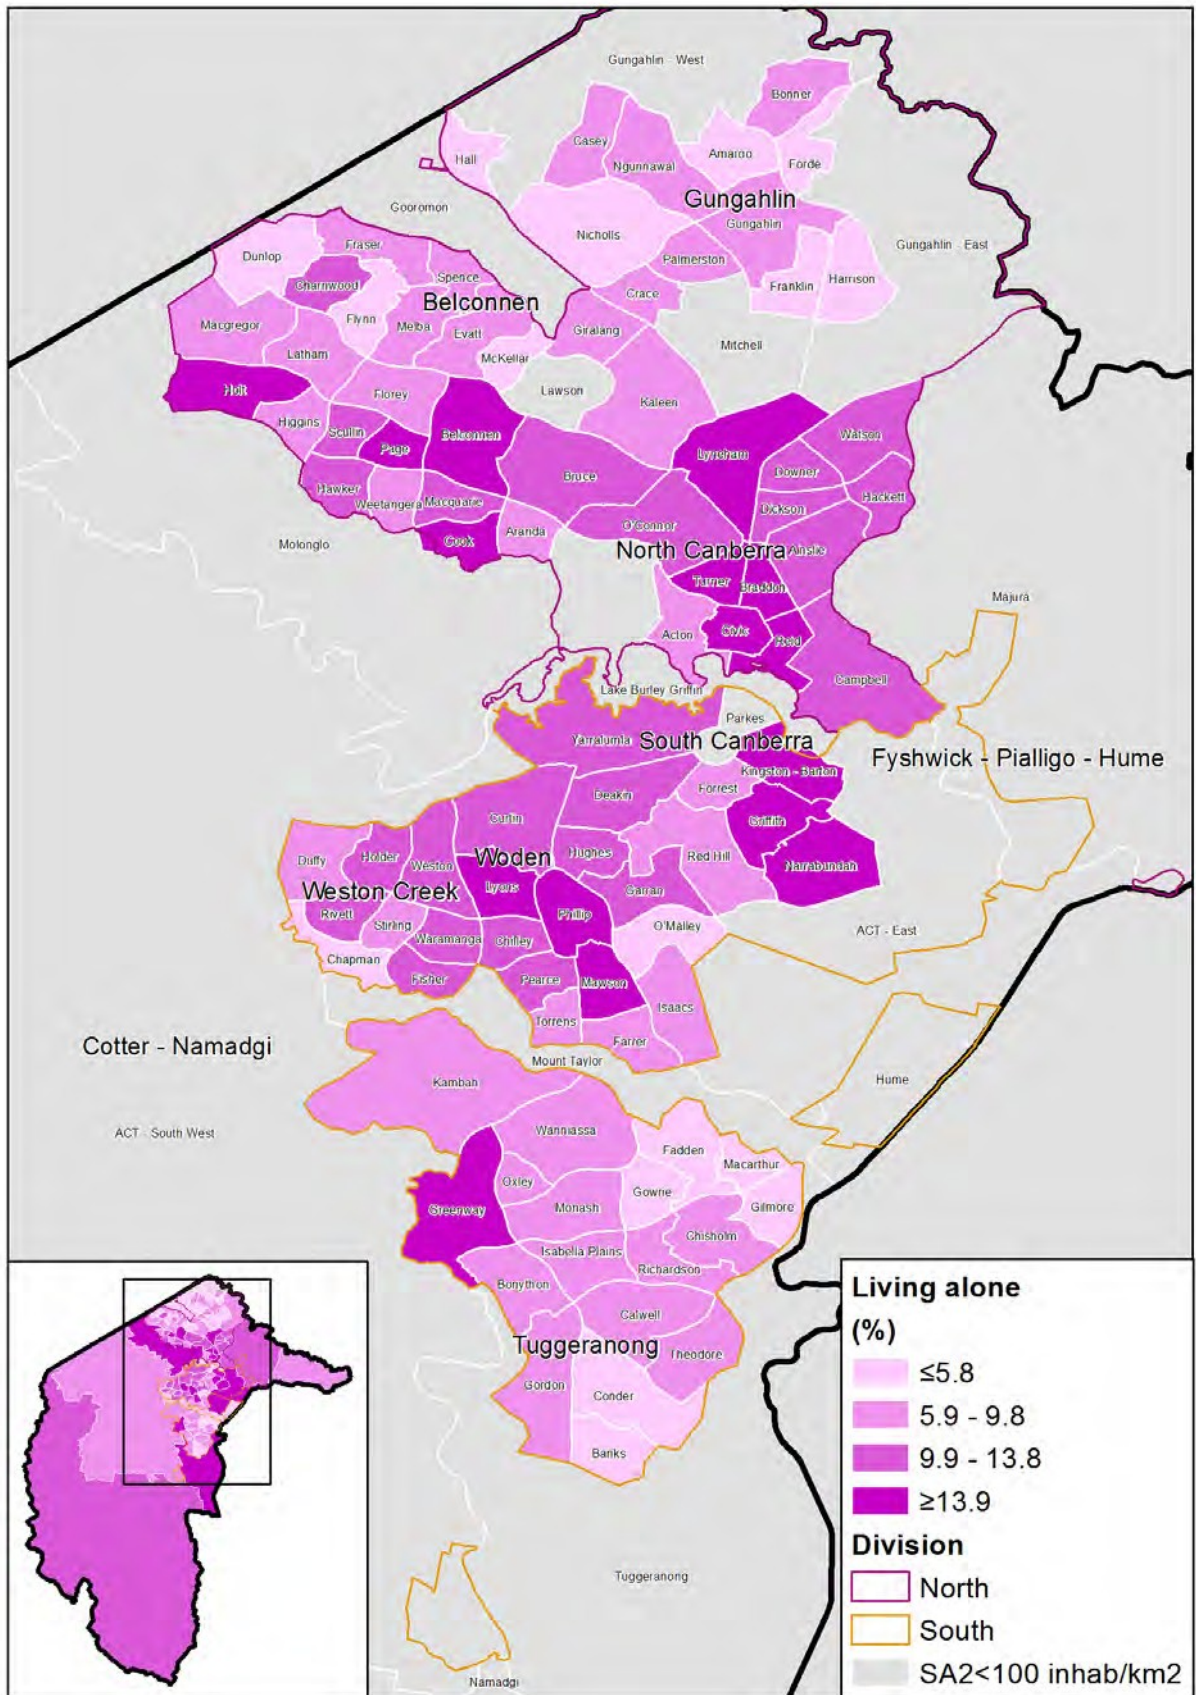 Gungahlin - West
Bonner
Casey
Ngunnawal
Amaroo
Forde
Hall
Gungahlin
Gooromon
Gungahlin
Nicholls
Gungahlin - East
Dunlop
Fraser
Palmerston
Spence
Charnwood
Crace
Franklin
Harrison
Belconnen
Macgregor
Flynn
Melba
Evatt
Giralang
Mitchell
Latham
McKellar
Holt
Florey
Lawson
Kaleen
Higgins
Scullin
Belconnen
Page
Lyneham
Watson
Bruce
Downer
Hawker
Weetangera
Macquarie
Hackett
Dickson
Aranda
O'Connor
Cook
Molonglo
North Canberra
Ainslie
Turner
Braddon
Majura
Acton
Civic
Reid
Campbell
Lake Burley Griffin
Parkes
Yarralumla
South Canberra
Fyshwick - Pialligo - Hume
Kingston - Barton
Forrest
Deakin
Curtin
Griffith
Duffy
Holder
Weston
Woden
Hughes
Red Hill
Narrabundah
Weston Creek
Lyons
Garran
Rivett
Stirling
Phillip
O'Malley
ACT - East
Waramanga
Chifley
Chapman
Fisher
Pearce
Mawson
Isaacs
Torrens
Farrer
Cotter - Namadgi
Mount Taylor
Kambah
Hume
ACT - South West
Wanniassa
Fadden
Macarthur
Oxley
Gowrie
Greenway
Monash
Gilmore
Chisholm
Isabella Plains
Richardson
Bonython
Calwell
Tuggeranong
Theodore
Gordon
Conder
Banks
Tuggeranong
Namadgi
Living alone
(%)
≤5.8
5.9 - 9.8
9.9 - 13.8
≥13.9
Division
North
South
SA2<100 inhab/km2